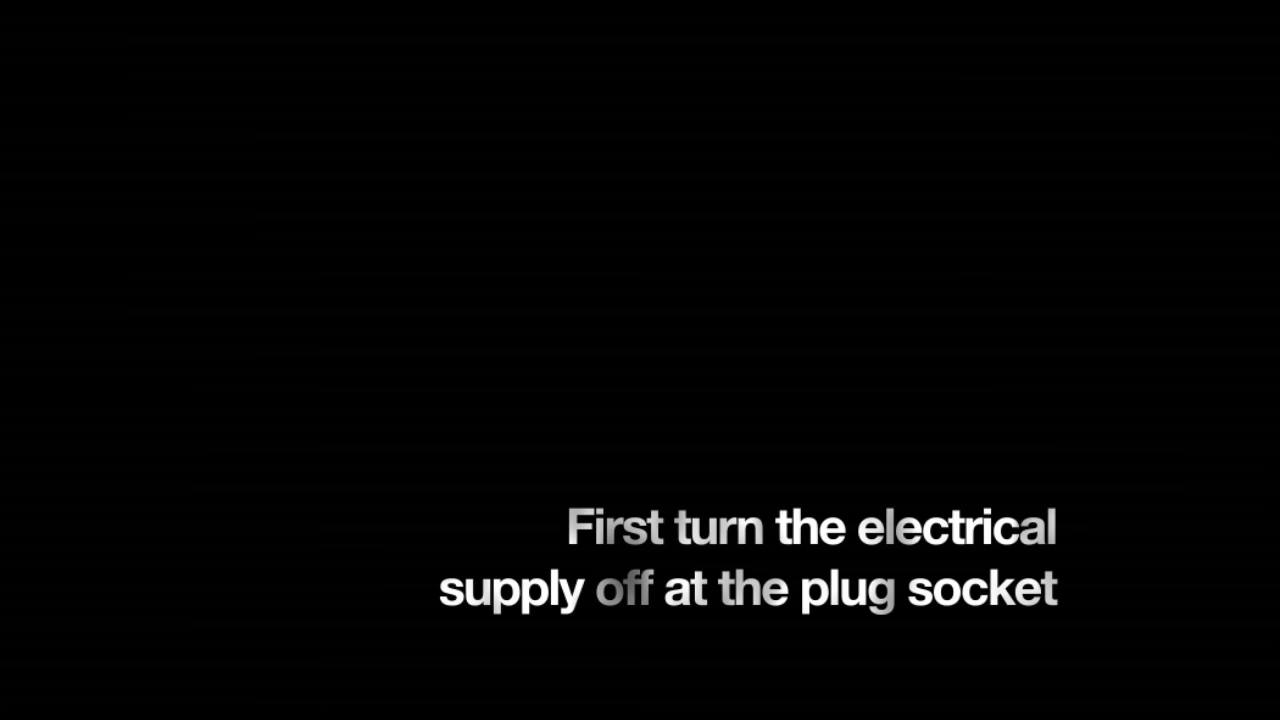 First turn the electrical
supply off at the plug socket